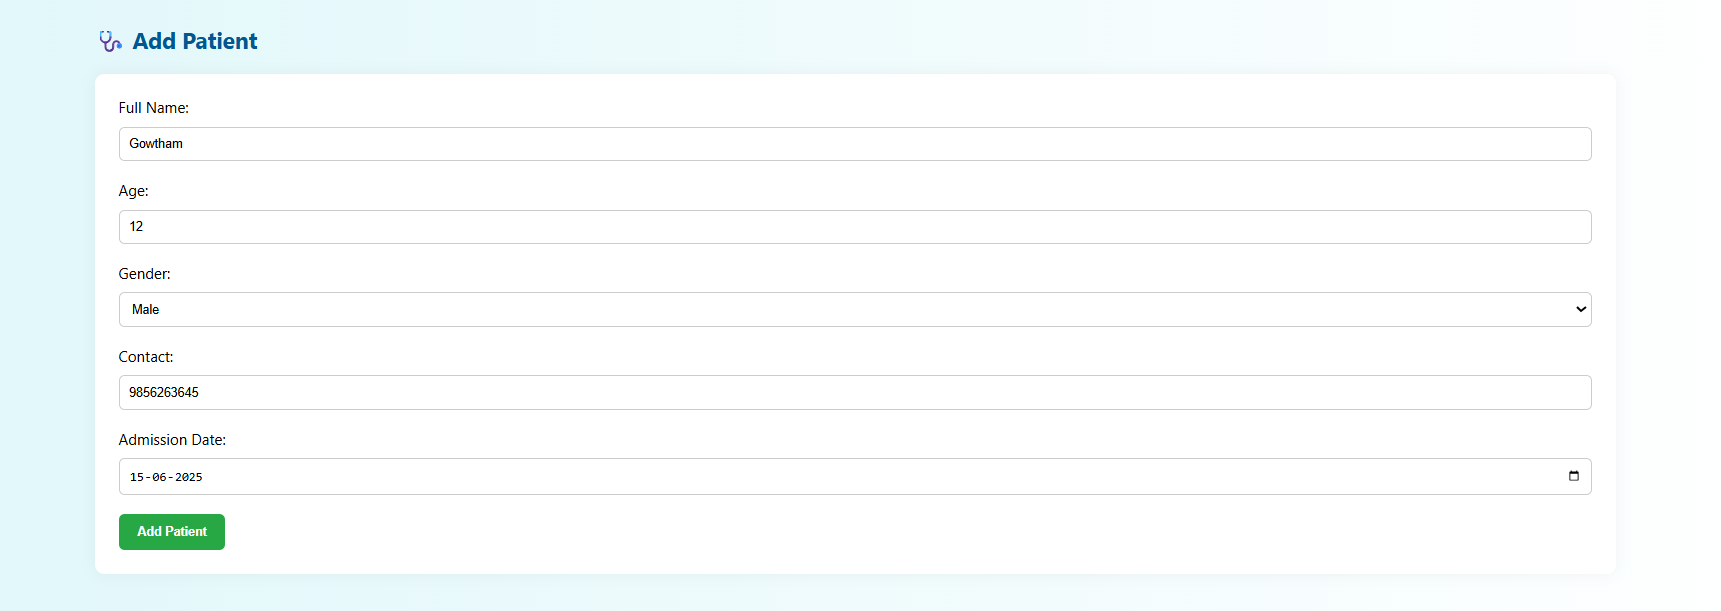 Add Patient
Full Name:
Gowtham
Age:
12
Gender:
Male
Contact:
9856263645
Admission Date:
15-06-2025
Add Patient